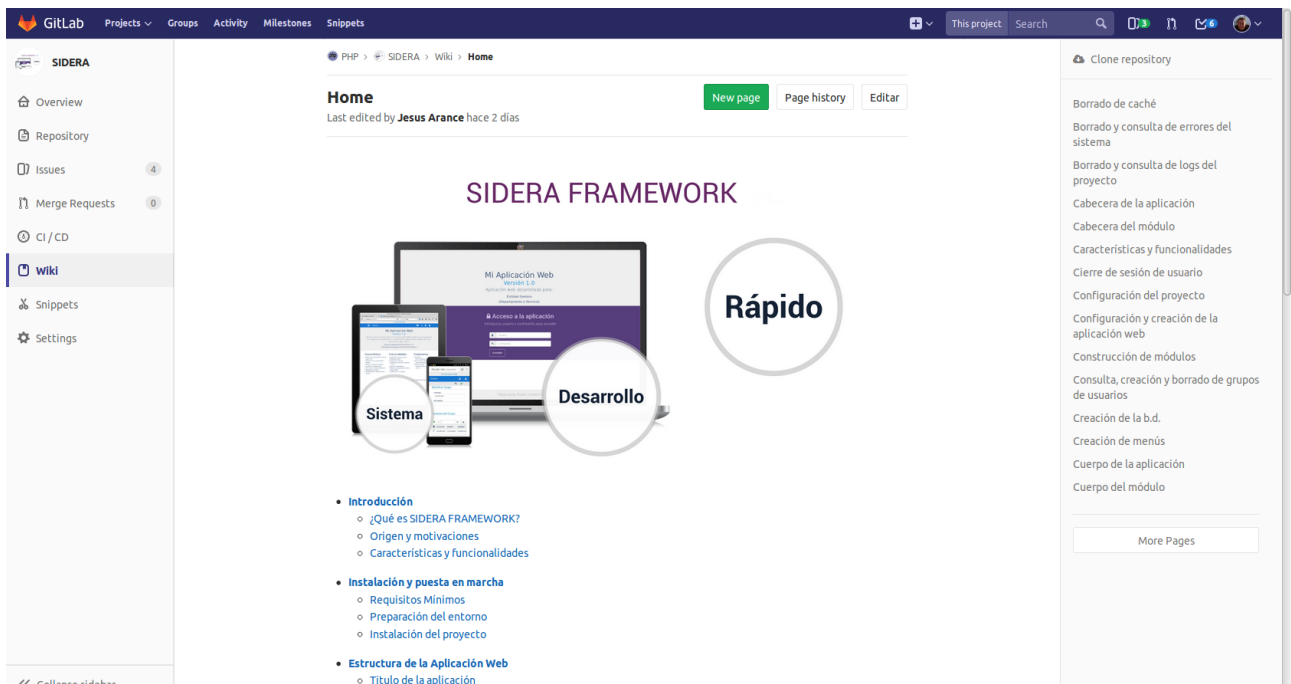 GitLab Projects Groups Activity Milestones Snippets This project Search 3 6
SIDERA
Overview
Repository
Issues 4
Merge Requests 0
CI / CD
Wiki
Snippets
Settings
Collapse sidebar
PHP > SIDERA > Wiki > Home
Home
New page Page history Editar
Last edited by Jesus Arance hace 2 días
SIDERA FRAMEWORK
Mi Aplicación Web
Versión 1.0
Acceso a la aplicación
Rápido
Desarrollo
Sistema
• Introducción
◦ ¿Qué es SIDERA FRAMEWORK?
◦ Origen y motivaciones
◦ Características y funcionalidades
• Instalación y puesta en marcha
◦ Requisitos Mínimos
◦ Preparación del entorno
◦ Instalación del proyecto
• Estructura de la Aplicación Web
◦ Título de la aplicación
Clone repository
Borrado de caché
Borrado y consulta de errores del
sistema
Borrado y consulta de logs del
proyecto
Cabecera de la aplicación
Cabecera del módulo
Características y funcionalidades
Cierre de sesión de usuario
Configuración del proyecto
Configuración y creación de la
aplicación web
Construcción de módulos
Consulta, creación y borrado de grupos
de usuarios
Creación de la b.d.
Creación de menús
Cuerpo de la aplicación
Cuerpo del módulo
More Pages